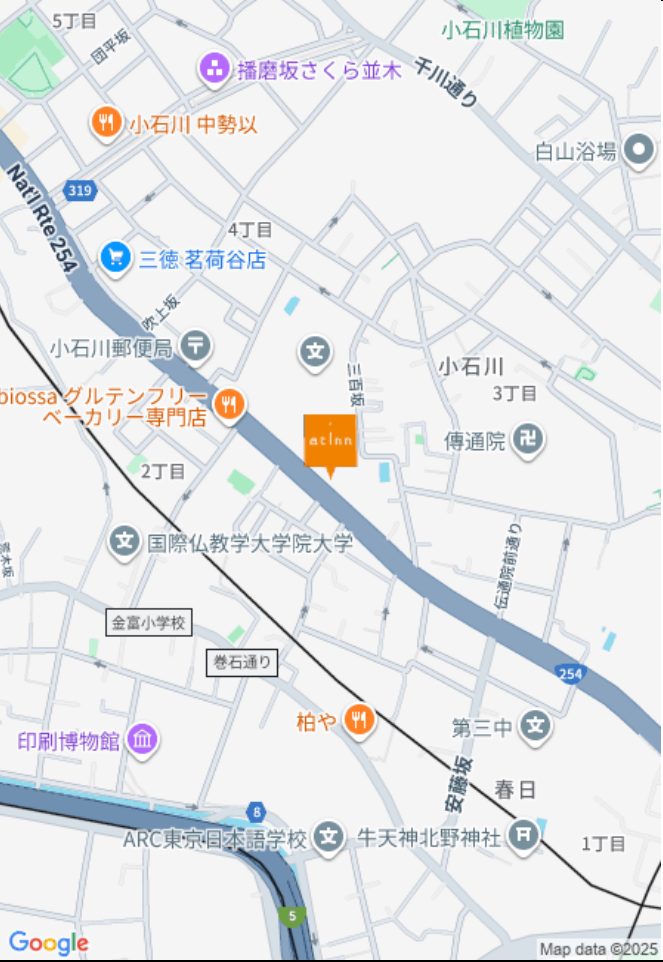 5丁目
団平坂
小石川植物園
播磨坂さくら並木
千川通り
小石川 中勢以
白山浴場
319
Nat'l Rte 254
4丁目
三徳 茗荷谷店
吹上坂
小石川郵便局
三百坂
小石川
3丁目
biossa グルテンフリー
ベーカリー専門店
at Inn
傳通院
2丁目
国際仏教学大学院大学
伝通院前通り
荒木坂
金富小学校
巻石通り
254
柏や
第三中
印刷博物館
安藤坂
春日
8
ARC東京日本語学校
牛天神北野神社
1丁目
5
Google
Map data ©2025